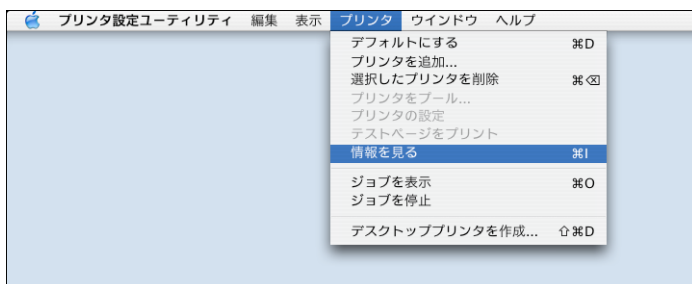 プリンタ設定ユーティリティ 編集 表示 プリンタ ウインドウ ヘルプ
デフォルトにする ⌘D
プリンタを追加...
選択したプリンタを削除 ⌘⌫
プリンタをプール...
プリンタの設定
テストページをプリント
情報を見る ⌘I
ジョブを表示 ⌘O
ジョブを停止
デスクトッププリンタを作成... ⇧⌘D